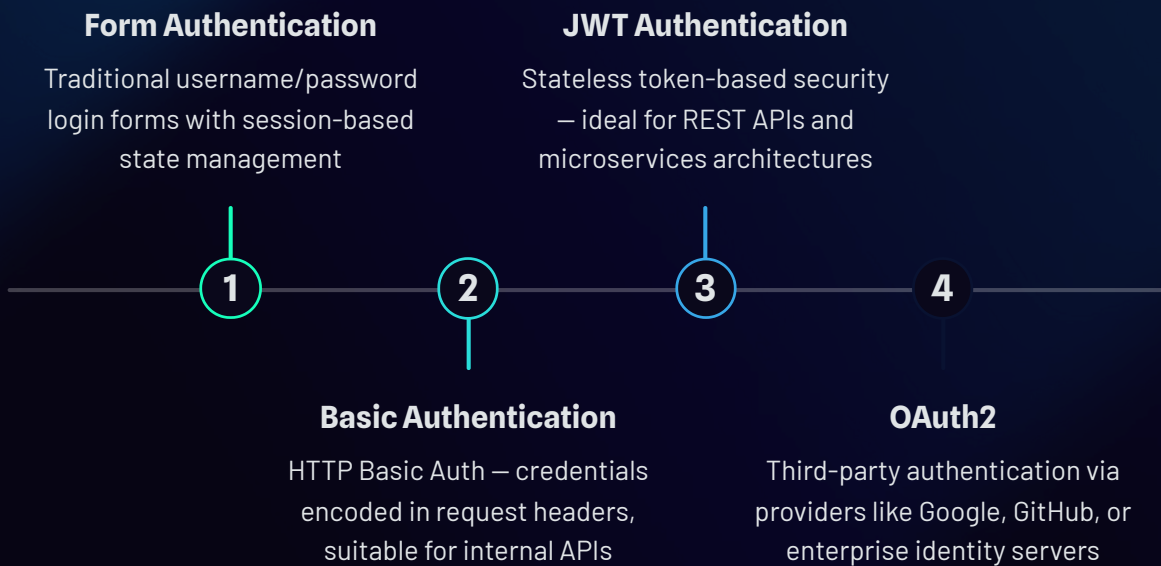 Form Authentication
Traditional username/password
login forms with session-based
state management
JWT Authentication
Stateless token-based security
— ideal for REST APIs and
microservices architectures
1
2
3
4
Basic Authentication
HTTP Basic Auth — credentials
encoded in request headers,
suitable for internal APIs
OAuth2
Third-party authentication via
providers like Google, GitHub, or
enterprise identity servers